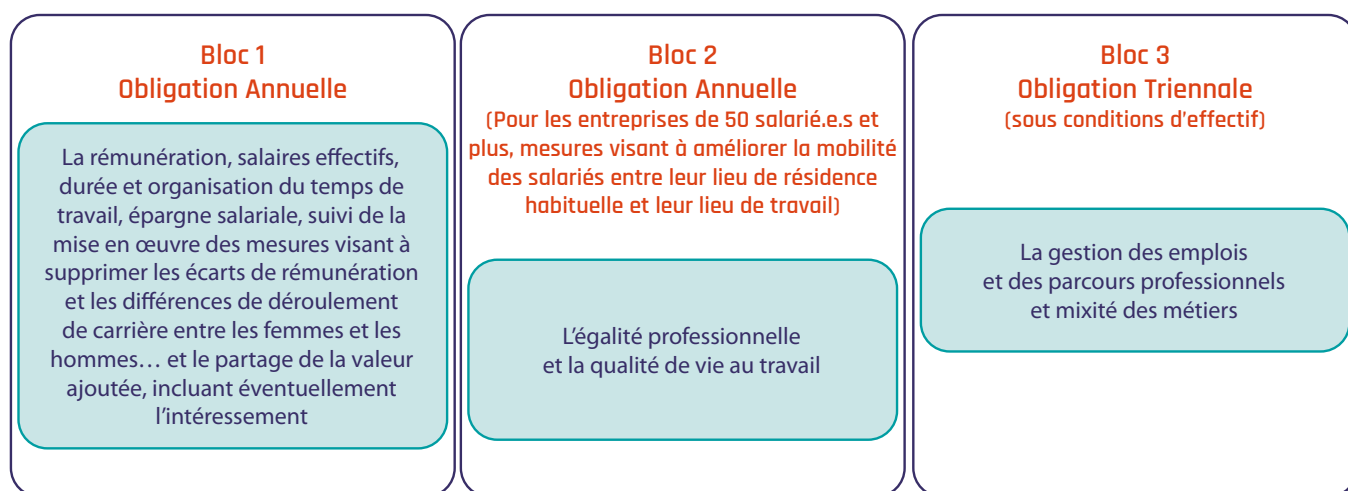 Bloc 1
Obligation Annuelle
La rémunération, salaires effectifs,
durée et organisation du temps de
travail, épargne salariale, suivi de la
mise en œuvre des mesures visant à
supprimer les écarts de rémunération
et les différences de déroulement
de carrière entre les femmes et les
hommes… et le partage de la valeur
ajoutée, incluant éventuellement
l’intéressement
Bloc 2
Obligation Annuelle
(Pour les entreprises de 50 salarié.e.s et
plus, mesures visant à améliorer la mobilité
des salariés entre leur lieu de résidence
habituelle et leur lieu de travail)
L’égalité professionnelle
et la qualité de vie au travail
Bloc 3
Obligation Triennale
(sous conditions d’effectif)
La gestion des emplois
et des parcours professionnels
et mixité des métiers